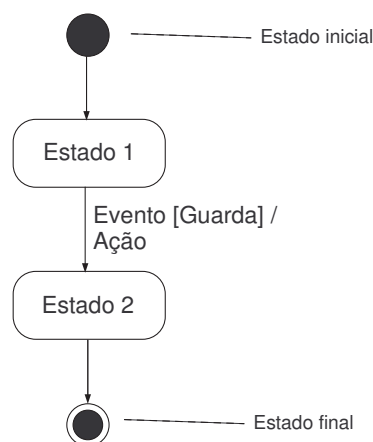 Estado inicial
Estado 1
Evento [Guarda] /
Ação
Estado 2
Estado final